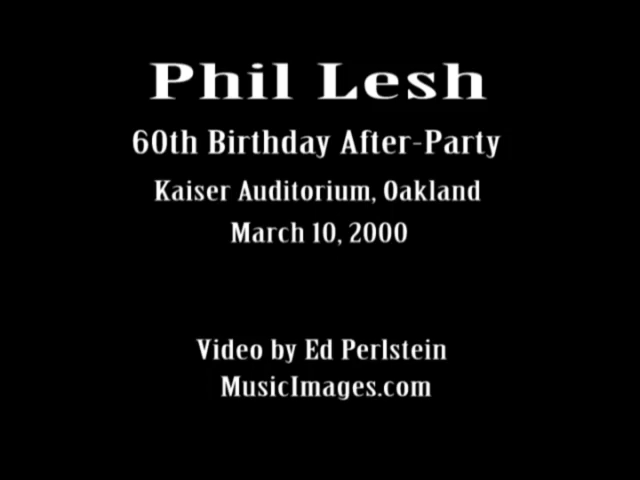 Phil Lesh
60th Birthday After-Party
Kaiser Auditorium, Oakland
March 10, 2000
Video by Ed Perlstein
MusicImages.com